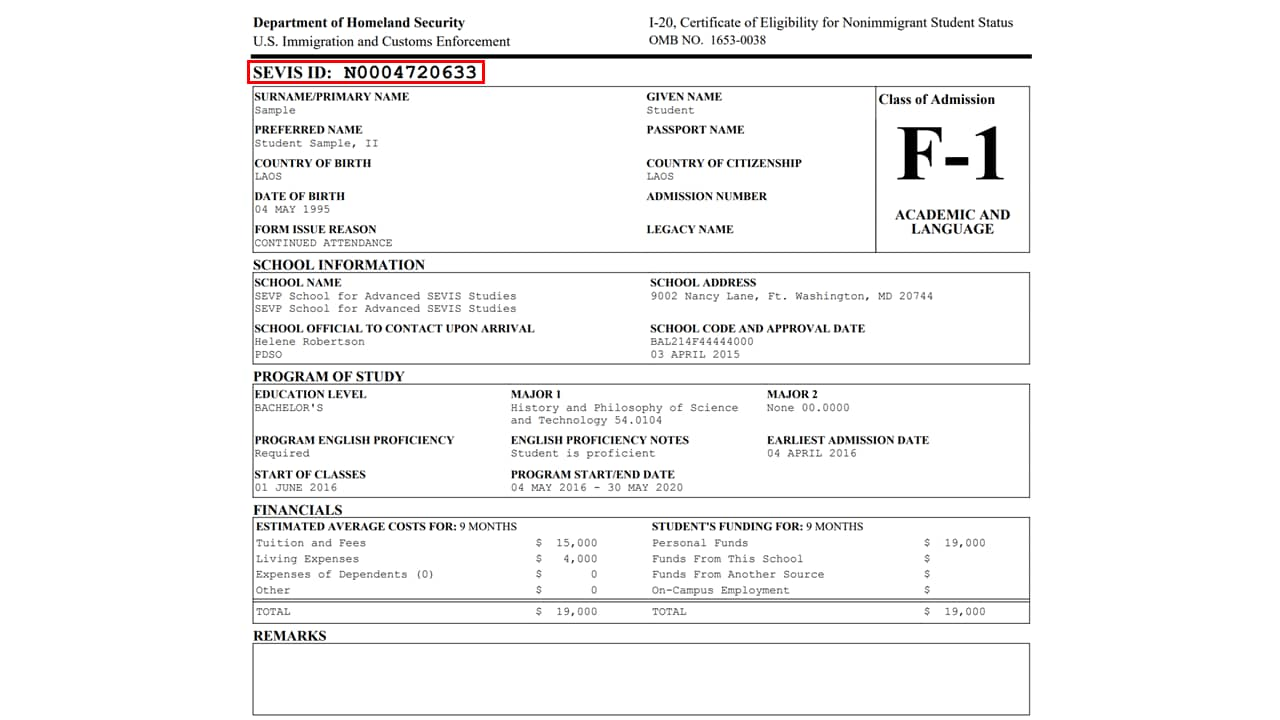 Department of Homeland Security
U.S. Immigration and Customs Enforcement
I-20, Certificate of Eligibility for Nonimmigrant Student Status
OMB NO. 1653-0038
SEVIS ID: N0004720633
SURNAME/PRIMARY NAME
Sample
GIVEN NAME
Student
PREFERRED NAME
Student Sample, II
PASSPORT NAME
COUNTRY OF BIRTH
LAOS
COUNTRY OF CITIZENSHIP
LAOS
DATE OF BIRTH
04 MAY 1995
ADMISSION NUMBER
FORM ISSUE REASON
CONTINUED ATTENDANCE
LEGACY NAME
Class of Admission
F-1
ACADEMIC AND
LANGUAGE
SCHOOL INFORMATION
SCHOOL NAME
SEVP School for Advanced SEVIS Studies
SEVP School for Advanced SEVIS Studies
SCHOOL ADDRESS
9002 Nancy Lane, Ft. Washington, MD 20744
SCHOOL OFFICIAL TO CONTACT UPON ARRIVAL
Helene Robertson
PDSO
SCHOOL CODE AND APPROVAL DATE
BAL214F44444000
03 APRIL 2015
PROGRAM OF STUDY
EDUCATION LEVEL
BACHELOR'S
MAJOR 1
History and Philosophy of Science
and Technology 54.0104
MAJOR 2
None 00.0000
PROGRAM ENGLISH PROFICIENCY
Required
ENGLISH PROFICIENCY NOTES
Student is proficient
EARLIEST ADMISSION DATE
04 APRIL 2016
START OF CLASSES
01 JUNE 2016
PROGRAM START/END DATE
04 MAY 2016 - 30 MAY 2020
FINANCIALS
ESTIMATED AVERAGE COSTS FOR: 9 MONTHS
Tuition and Fees $ 15,000
Living Expenses $ 4,000
Expenses of Dependents (0) $ 0
Other $ 0
TOTAL $ 19,000
STUDENT'S FUNDING FOR: 9 MONTHS
Personal Funds $ 19,000
Funds From This School $
Funds From Another Source $
On-Campus Employment $
TOTAL $ 19,000
REMARKS